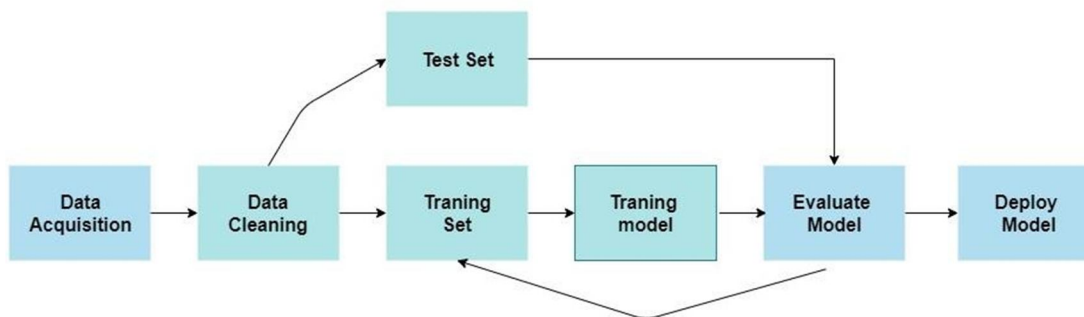 Test Set
Data
Acquisition
Data
Cleaning
Traning
Set
Traning
model
Evaluate
Model
Deploy
Model